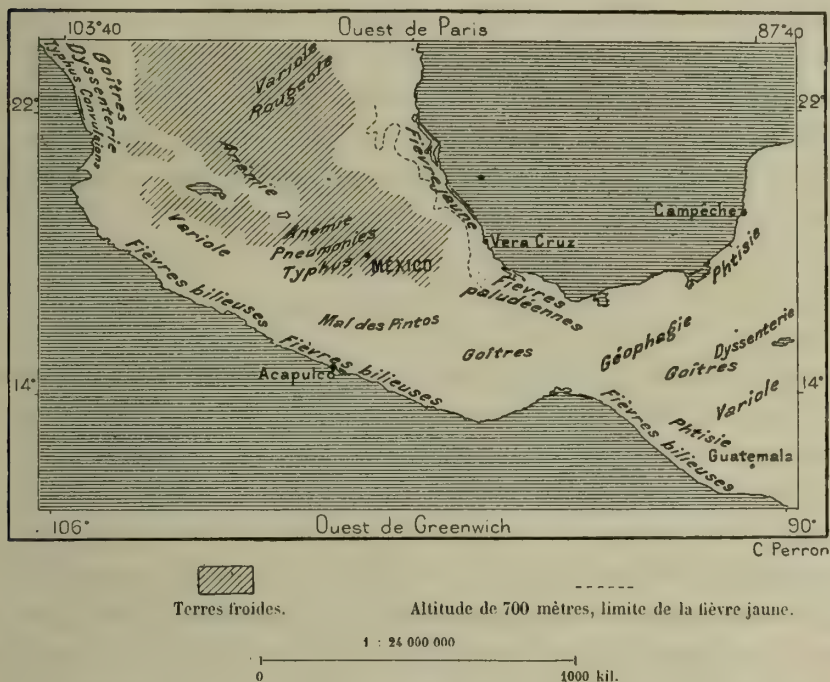 103°40
Ouest de Paris
87°40
Goîtres
Dyssenterie
Typhus Convulsions
Variole
Rougeole
22°
22°
Fièvre jaune
Anémie
Campêche
Variole
Anémie
Pneumonies
Typhus
MEXICO
Vera Cruz
Phtisie
Fièvres bilieuses
Fièvres
paludéennes
Mal des Pintos
Fièvres bilieuses
Goîtres
Géophagie
Dyssenterie
Goîtres
Acapulco
14°
14°
Fièvres bilieuses
Variole
Phtisie
Guatemala
106°
Ouest de Greenwich
90°
C Perron
Terres froides.
Altitude de 700 mètres, limite de la fièvre jaune.
1 : 24 000 000
0
1000 kil.